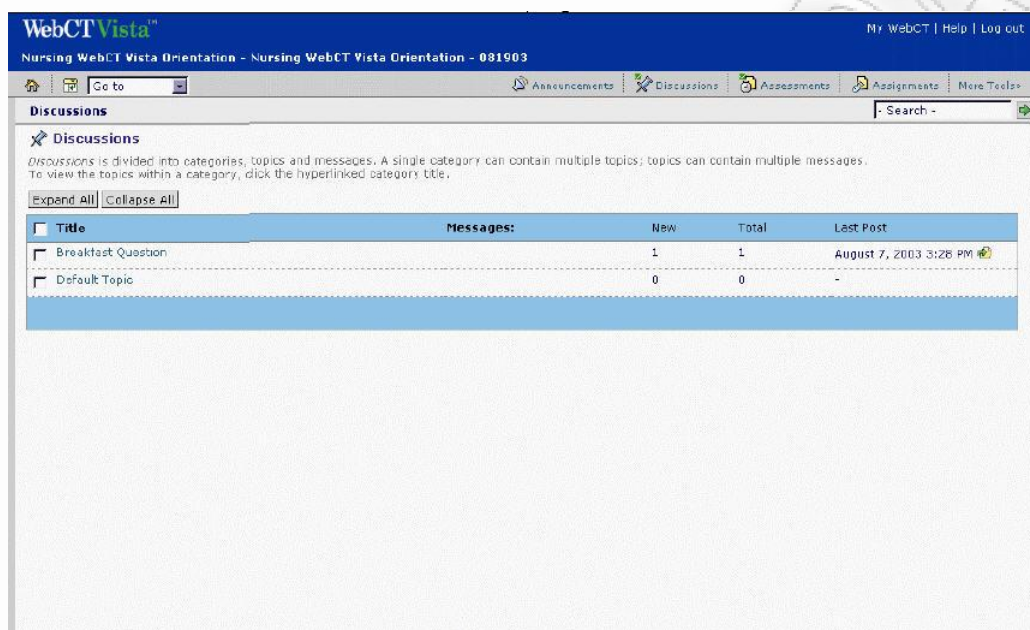 WebCT Vista™
My WebCT | Help | Log out
Nursing WebCT Vista Orientation - Nursing WebCT Vista Orientation - 081903
Go to Announcements Discussions Assessments Assignments More Tools»
Discussions - Search -
Discussions
Discussions is divided into categories, topics and messages. A single category can contain multiple topics; topics can contain multiple messages.
To view the topics within a category, click the hyperlinked category title.
Expand All Collapse All
Title Messages: New Total Last Post
Breakfast Question 1 1 August 7, 2003 3:28 PM
Default Topic 0 0 -